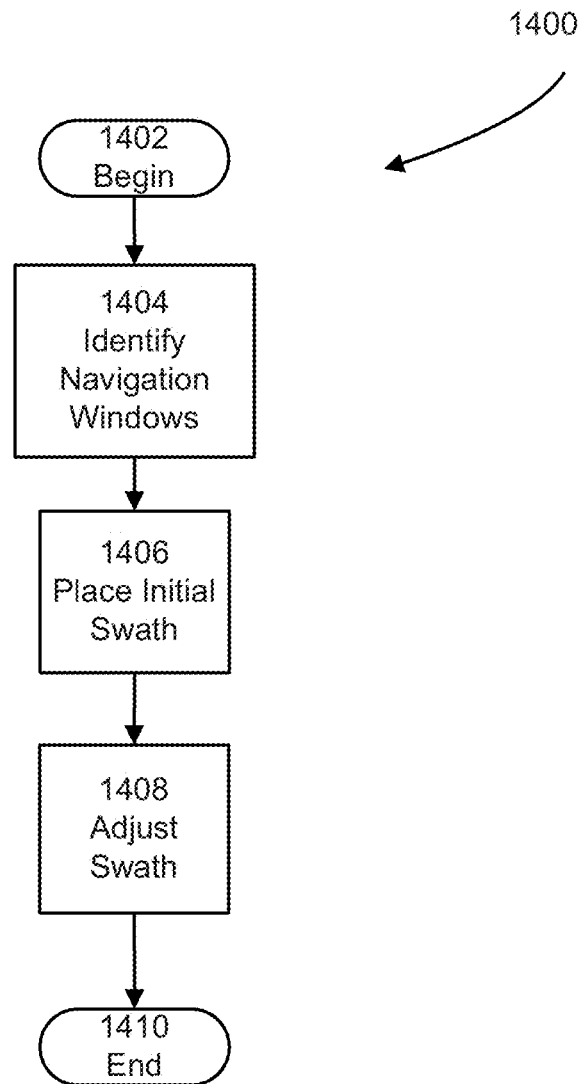 1400
1402
Begin
1404
Identify
Navigation
Windows
1406
Place Initial
Swath
1408
Adjust
Swath
1410
End